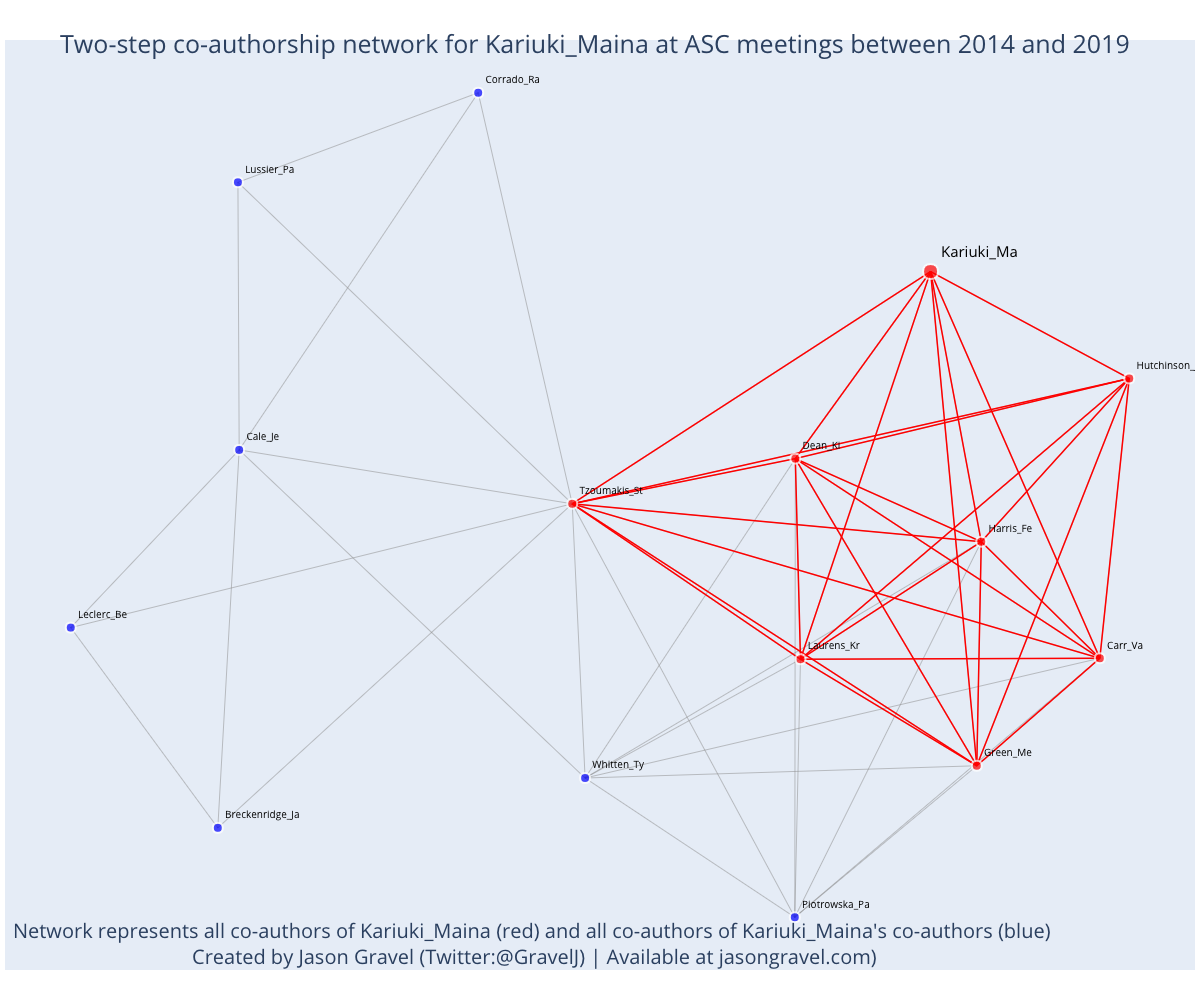 Two-step co-authorship network for Kariuki_Maina at ASC meetings between 2014 and 2019
Corrado_Ra
Lussier_Pa
Kariuki_Ma
Hutchinson_
Cale_Je
Dean_Ki
Tzoumakis_St
Harris_Fe
Leclerc_Be
Laurens_Kr
Carr_Va
Green_Me
Whitten_Ty
Breckenridge_Ja
Piotrowska_Pa
Network represents all co-authors of Kariuki_Maina (red) and all co-authors of Kariuki_Maina's co-authors (blue)
Created by Jason Gravel (Twitter:@GravelJ) | Available at jasongravel.com)